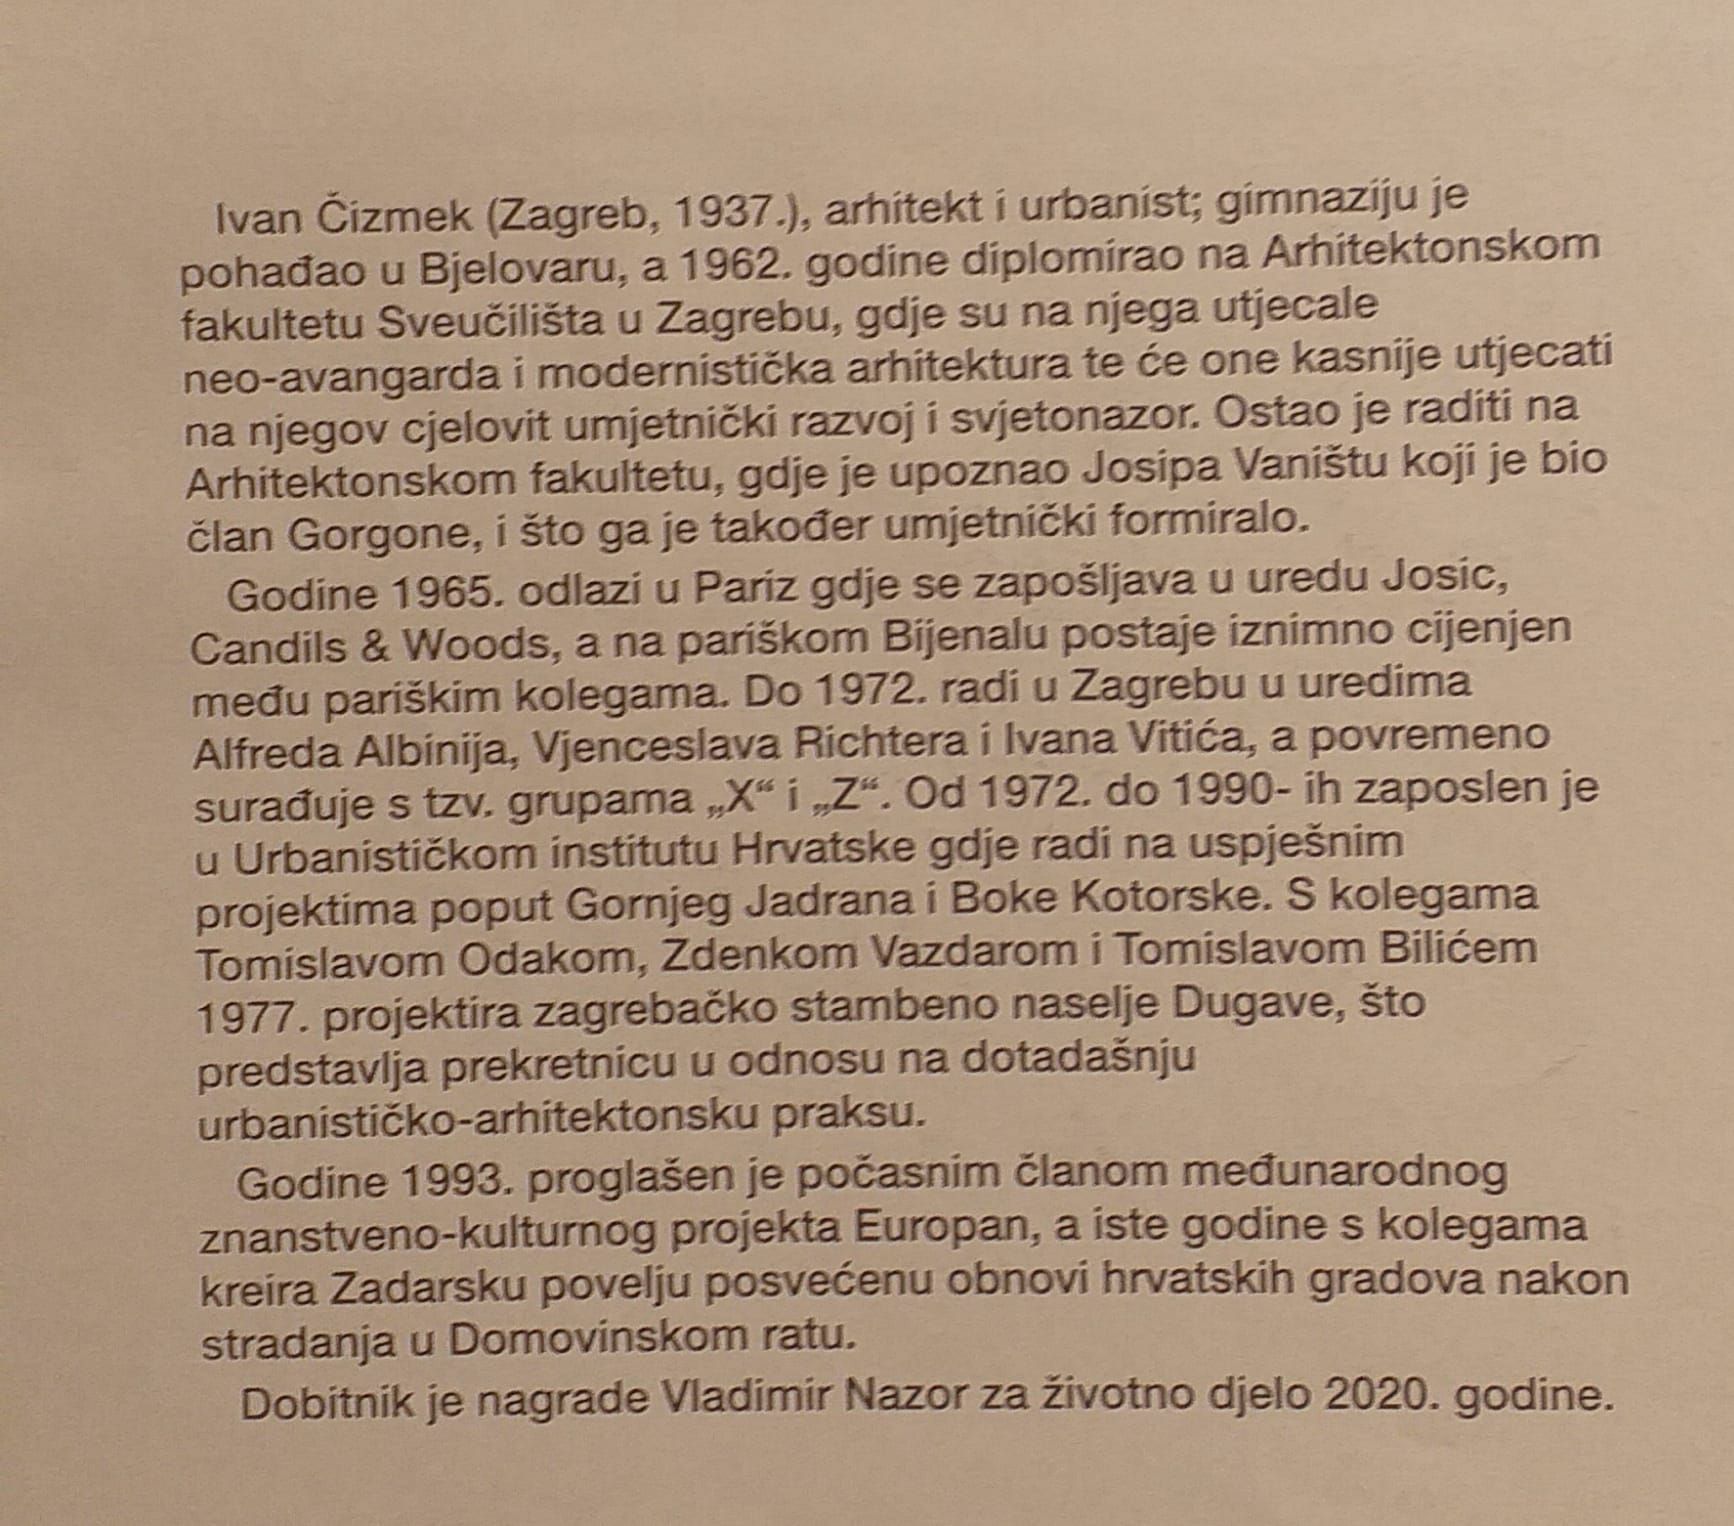 Ivan Čizmek (Zagreb, 1937.), arhitekt i urbanist; gimnaziju je
pohađao u Bjelovaru, a 1962. godine diplomirao na Arhitektonskom
fakultetu Sveučilišta u Zagrebu, gdje su na njega utjecale
neo-avangarda i modernistička arhitektura te će one kasnije utjecati
na njegov cjelovit umjetnički razvoj i svjetonazor. Ostao je raditi na
Arhitektonskom fakultetu, gdje je upoznao Josipa Vaništu koji je bio
član Gorgone, i što ga je također umjetnički formiralo.
Godine 1965. odlazi u Pariz gdje se zapošljava u uredu Josic,
Candils & Woods, a na pariškom Bijenalu postaje iznimno cijenjen
među pariškim kolegama. Do 1972. radi u Zagrebu u uredima
Alfreda Albinija, Vjenceslava Richtera i Ivana Vitića, a povremeno
surađuje s tzv. grupama „X“ i „Z“. Od 1972. do 1990- ih zaposlen je
u Urbanističkom institutu Hrvatske gdje radi na uspješnim
projektima poput Gornjeg Jadrana i Boke Kotorske. S kolegama
Tomislavom Odakom, Zdenkom Vazdarom i Tomislavom Bilićem
1977. projektira zagrebačko stambeno naselje Dugave, što
predstavlja prekretnicu u odnosu na dotadašnju
urbanističko-arhitektonsku praksu.
Godine 1993. proglašen je počasnim članom međunarodnog
znanstveno-kulturnog projekta Europan, a iste godine s kolegama
kreira Zadarsku povelju posvećenu obnovi hrvatskih gradova nakon
stradanja u Domovinskom ratu.
Dobitnik je nagrade Vladimir Nazor za životno djelo 2020. godine.